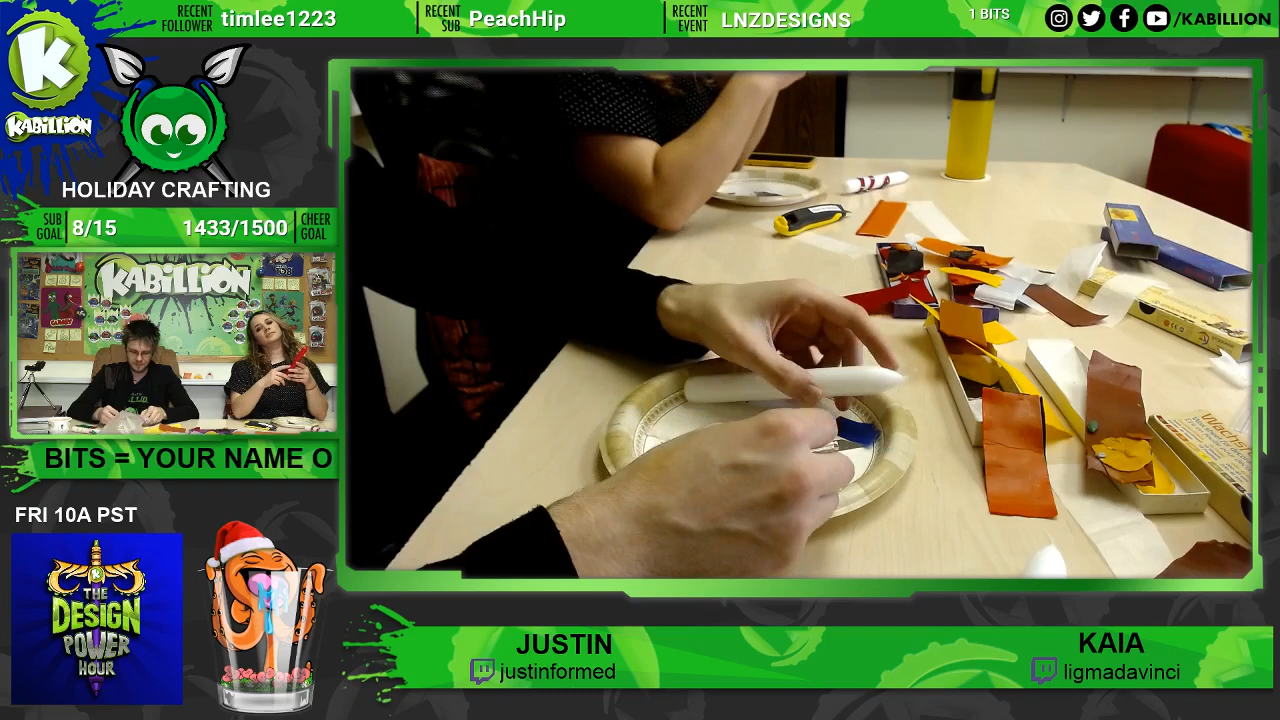 RECENT FOLLOWER timlee1223
RECENT SUB PeachHip
RECENT EVENT LNZDESIGNS
1 BITS
/KABILLION
K
KABILLION
HOLIDAY CRAFTING
SUB GOAL 8/15
1433/1500 CHEER GOAL
KABILLION
BITS = YOUR NAME O
FRI 10A PST
THE
DESIGN
POWER
HOUR
JUSTIN
justinformed
KAIA
ligmadavinci